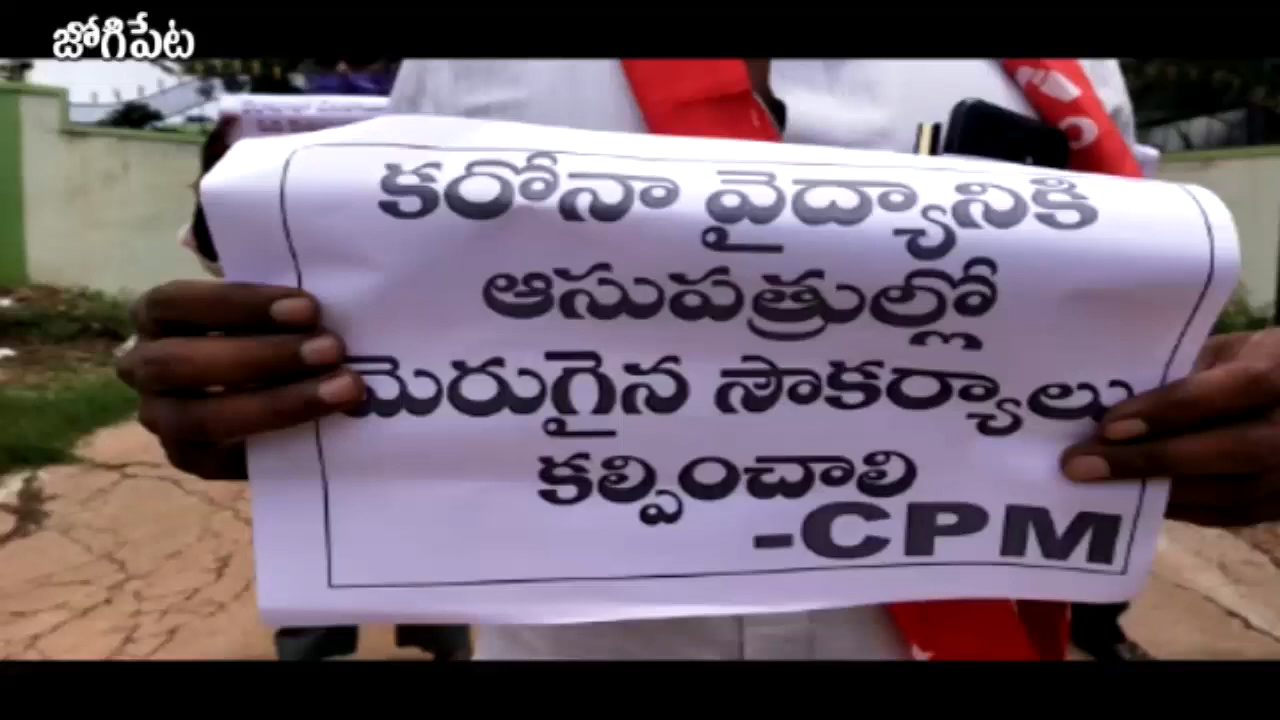 జోగిపేట
కరోనా వైద్యానికి
ఆసుపత్రుల్లో
మెరుగైన సౌకర్యాలు
కల్పించాలి
-CPM